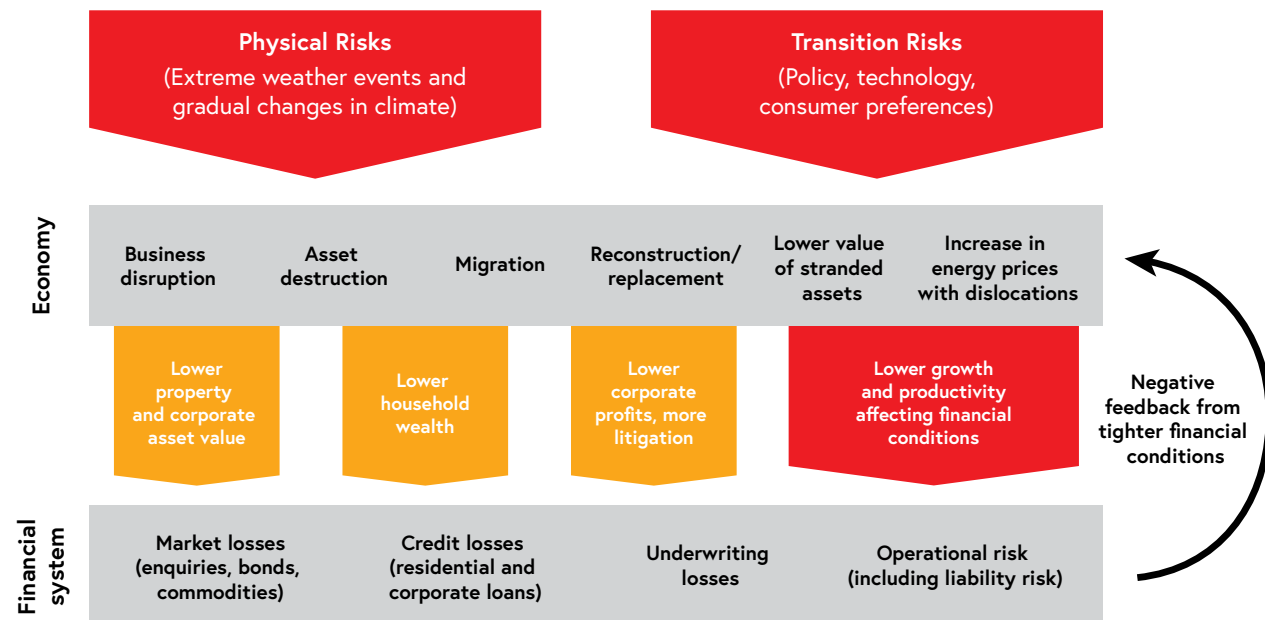 Physical Risks
(Extreme weather events and
gradual changes in climate)
Transition Risks
(Policy, technology,
consumer preferences)
Economy
Business
disruption
Asset
destruction
Migration
Reconstruction/
replacement
Lower value
of stranded
assets
Increase in
energy prices
with dislocations
Lower
property
and corporate
asset value
Lower
household
wealth
Lower
corporate
profits, more
litigation
Lower growth
and productivity
affecting financial
conditions
Negative
feedback from
tighter financial
conditions
Financial
system
Market losses
(enquiries, bonds,
commodities)
Credit losses
(residential and
corporate loans)
Underwriting
losses
Operational risk
(including liability risk)